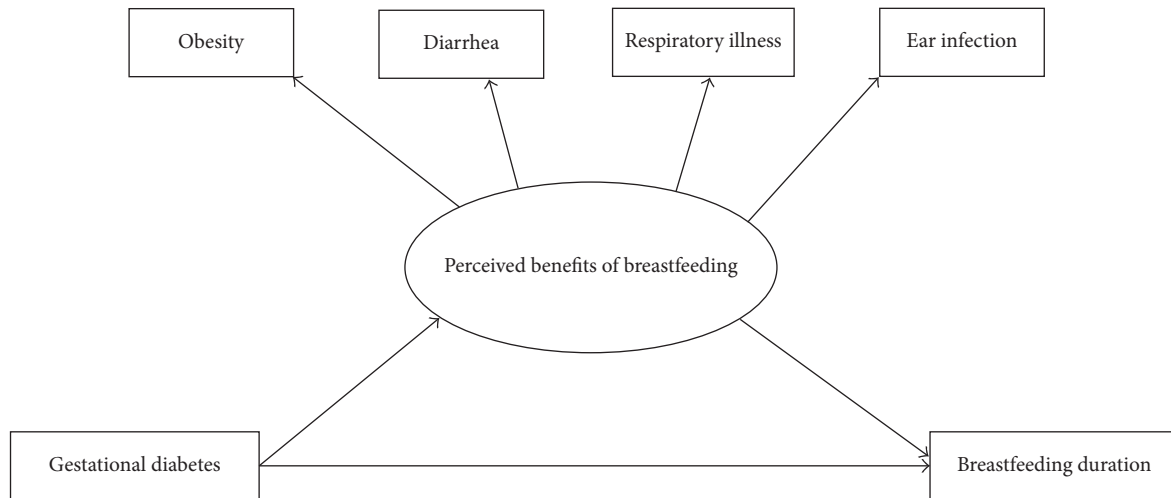 Obesity
Diarrhea
Respiratory illness
Ear infection
Perceived benefits of breastfeeding
Gestational diabetes
Breastfeeding duration